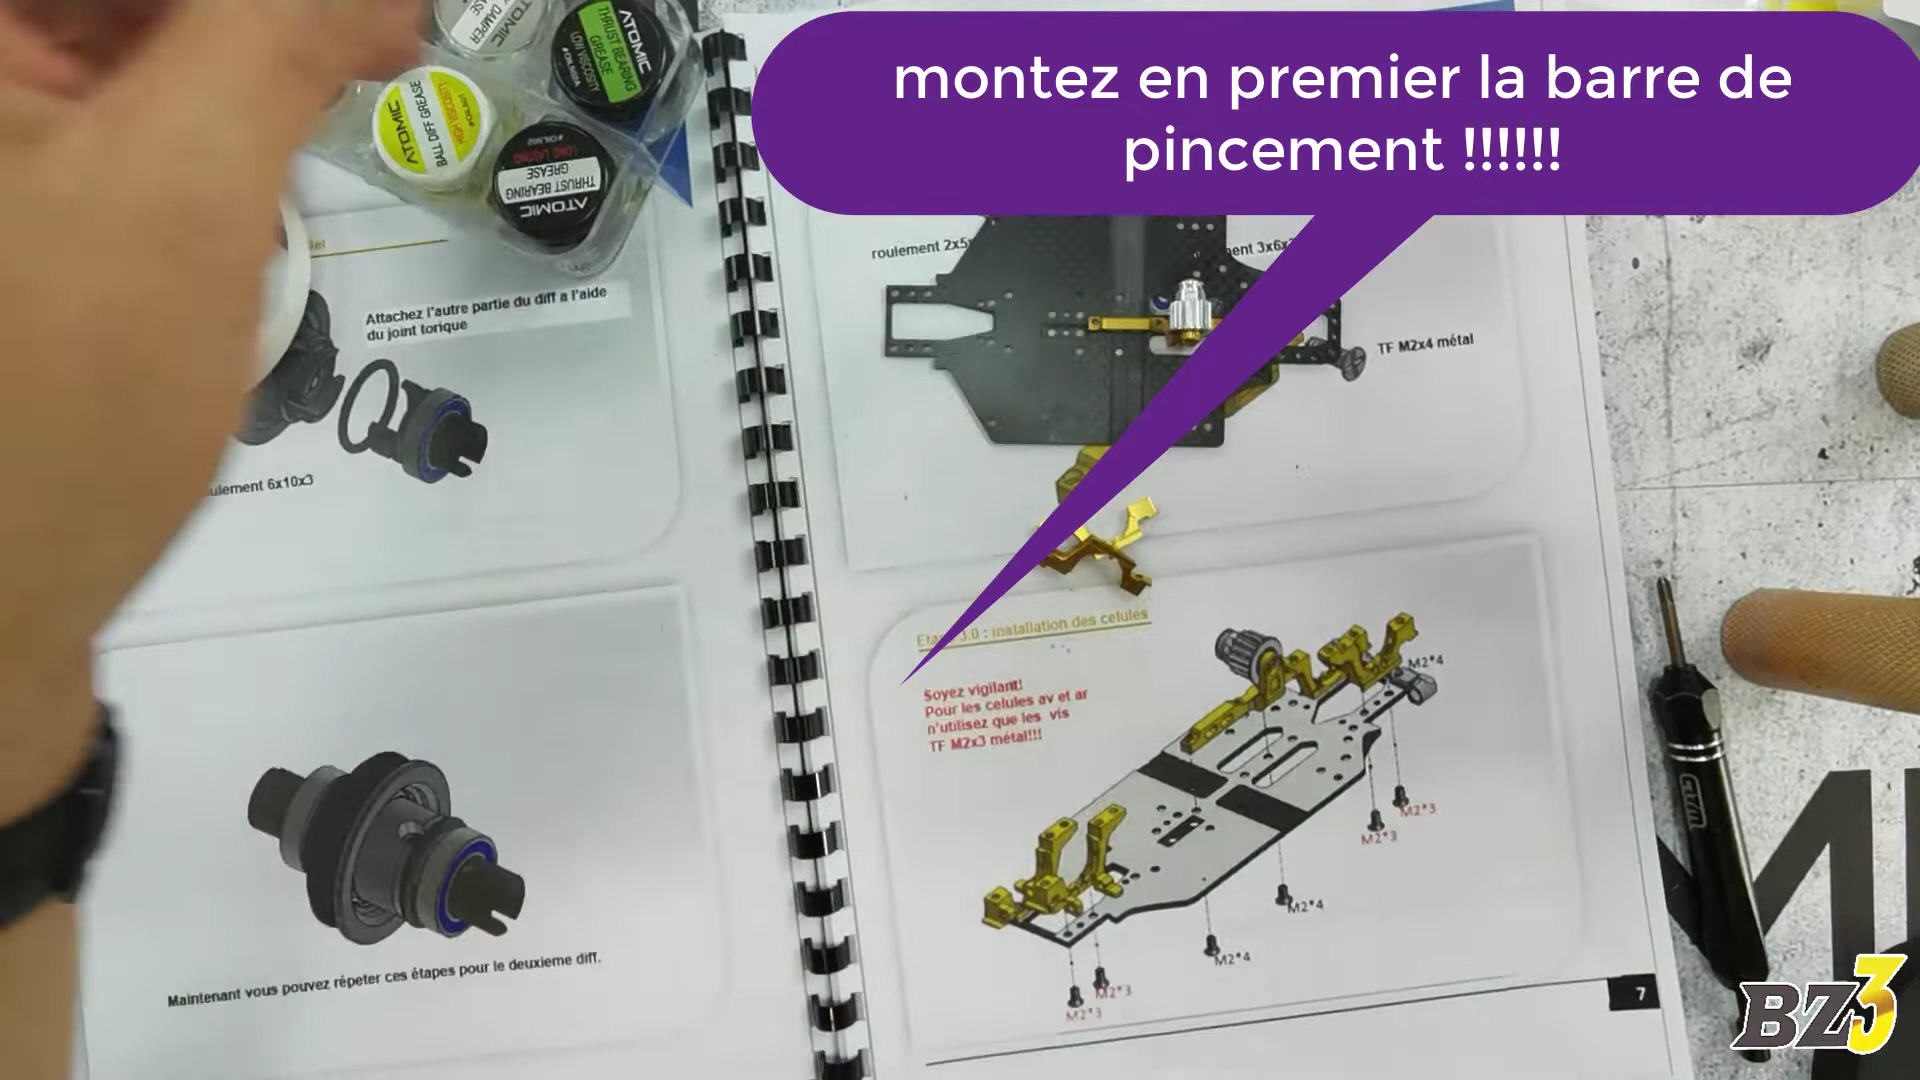 montez en premier la barre de
pincement !!!!!!
DAMPER
ATOMIC
ATOMIC
THRUST BEARING
GREASE
LOW VISCOSITY
ATOMIC
BALL DIFF GREASE
HIGH VISCOSITY
LONG LASTING
THRUST BEARING
GREASE
ATOMIC
Attachez l'autre partie du diff a l'aide
du joint torique
6x10x3
Maintenant vous pouvez répeter ces étapes pour le deuxieme diff.
roulement 2x5
TF M2x4 métal
3.0 : installation des celules
Soyez vigilant!
Pour les celules av et ar
n'utilisez que les vis
TF M2x3 métal!!!
M2*4
M2*3
M2*3
M2*4
M2*4
M2*3
M2*3
7
BZ3